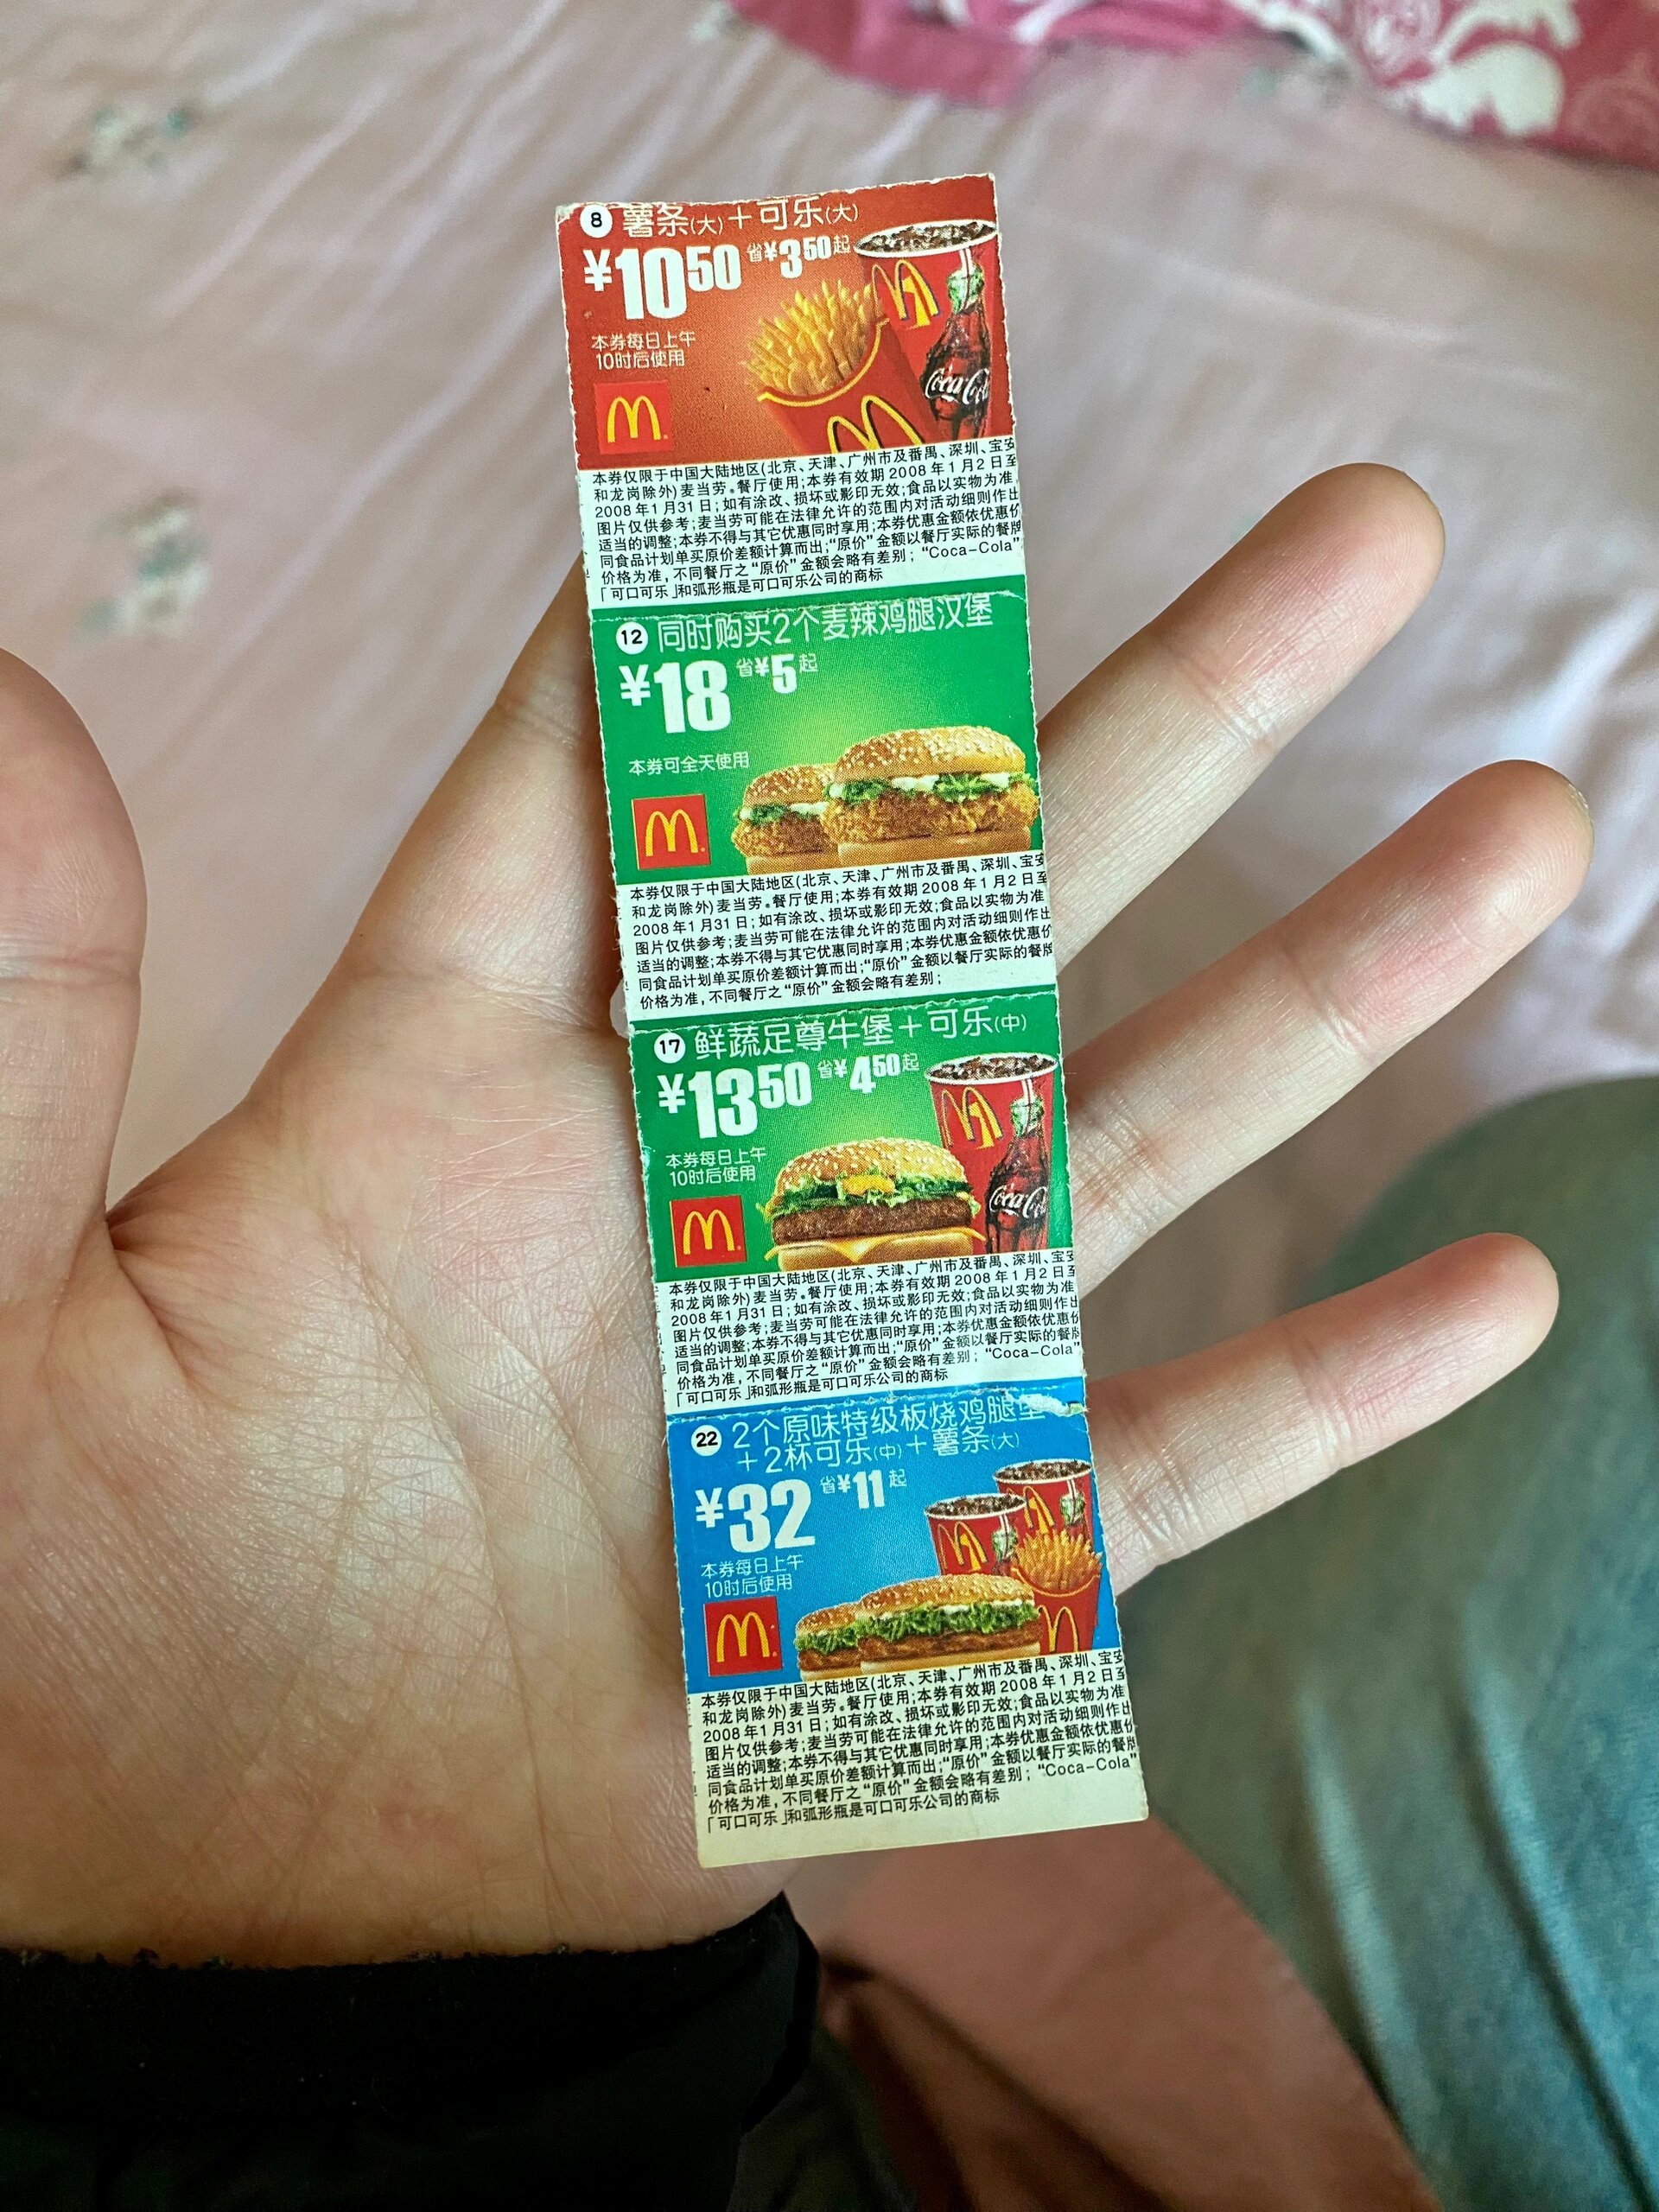 8 薯条(大)+可乐(大)
¥10.50 省¥3.50起
本券每日上午
10时后使用
Coca-Col
本券仅限于中国大陆地区(北京、天津、广州市及番禺、深圳、宝安
和龙岗除外)麦当劳®餐厅使用;本券有效期2008年1月2日至
2008年1月31日;如有涂改、损坏或影印无效;食品以实物为准
图片仅供参考;麦当劳可能在法律允许的范围内对活动细则作出
适当的调整;本券不得与其它优惠同时享用;本券优惠金额依优惠价
同食品计划单买原价差额计算而出;“原价”金额以餐厅实际的餐牌
价格为准,不同餐厅之“原价”金额会略有差别;“Coca-Cola”
「可口可乐」和弧形瓶是可口可乐公司的商标
12 同时购买2个麦辣鸡腿汉堡
¥18 省¥5起
本券可全天使用
本券仅限于中国大陆地区(北京、天津、广州市及番禺、深圳、宝安
和龙岗除外)麦当劳®餐厅使用;本券有效期2008年1月2日至
2008年1月31日;如有涂改、损坏或影印无效;食品以实物为准
图片仅供参考;麦当劳可能在法律允许的范围内对活动细则作出
适当的调整;本券不得与其它优惠同时享用;本券优惠金额依优惠价
同食品计划单买原价差额计算而出;“原价”金额以餐厅实际的餐牌
价格为准,不同餐厅之“原价”金额会略有差别;
17 鲜蔬足尊牛堡+可乐(中)
¥13.50 省¥4.50起
本券每日上午
10时后使用
Coca-Col
本券仅限于中国大陆地区(北京、天津、广州市及番禺、深圳、宝安
和龙岗除外)麦当劳®餐厅使用;本券有效期2008年1月2日至
2008年1月31日;如有涂改、损坏或影印无效;食品以实物为准
图片仅供参考;麦当劳可能在法律允许的范围内对活动细则作出
适当的调整;本券不得与其它优惠同时享用;本券优惠金额依优惠价
同食品计划单买原价差额计算而出;“原价”金额以餐厅实际的餐牌
价格为准,不同餐厅之“原价”金额会略有差别;“Coca-Cola”
「可口可乐」和弧形瓶是可口可乐公司的商标
22 2个原味特级板烧鸡腿堡
+2杯可乐(中)+薯条(大)
¥32 省¥11起
本券每日上午
10时后使用
本券仅限于中国大陆地区(北京、天津、广州市及番禺、深圳、宝安
和龙岗除外)麦当劳®餐厅使用;本券有效期2008年1月2日至
2008年1月31日;如有涂改、损坏或影印无效;食品以实物为准
图片仅供参考;麦当劳可能在法律允许的范围内对活动细则作出
适当的调整;本券不得与其它优惠同时享用;本券优惠金额依优惠价
同食品计划单买原价差额计算而出;“原价”金额以餐厅实际的餐牌
价格为准,不同餐厅之“原价”金额会略有差别;“Coca-Cola”
「可口可乐」和弧形瓶是可口可乐公司的商标